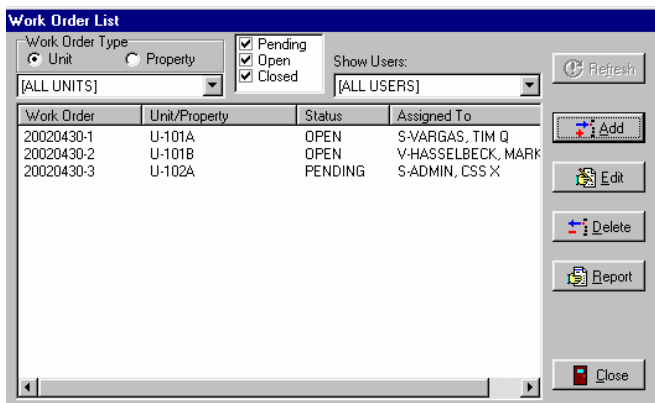 Work Order List
Work Order Type
Unit Property
[ALL UNITS]
Pending
Open
Closed
Show Users:
[ALL USERS]
Refresh
Work Order Unit/Property Status Assigned To
20020430-1 U-101A OPEN S-VARGAS, TIM Q
20020430-2 U-101B OPEN V-HASSELBECK, MARK
20020430-3 U-102A PENDING S-ADMIN, CSS X
Add
Edit
Delete
Report
Close